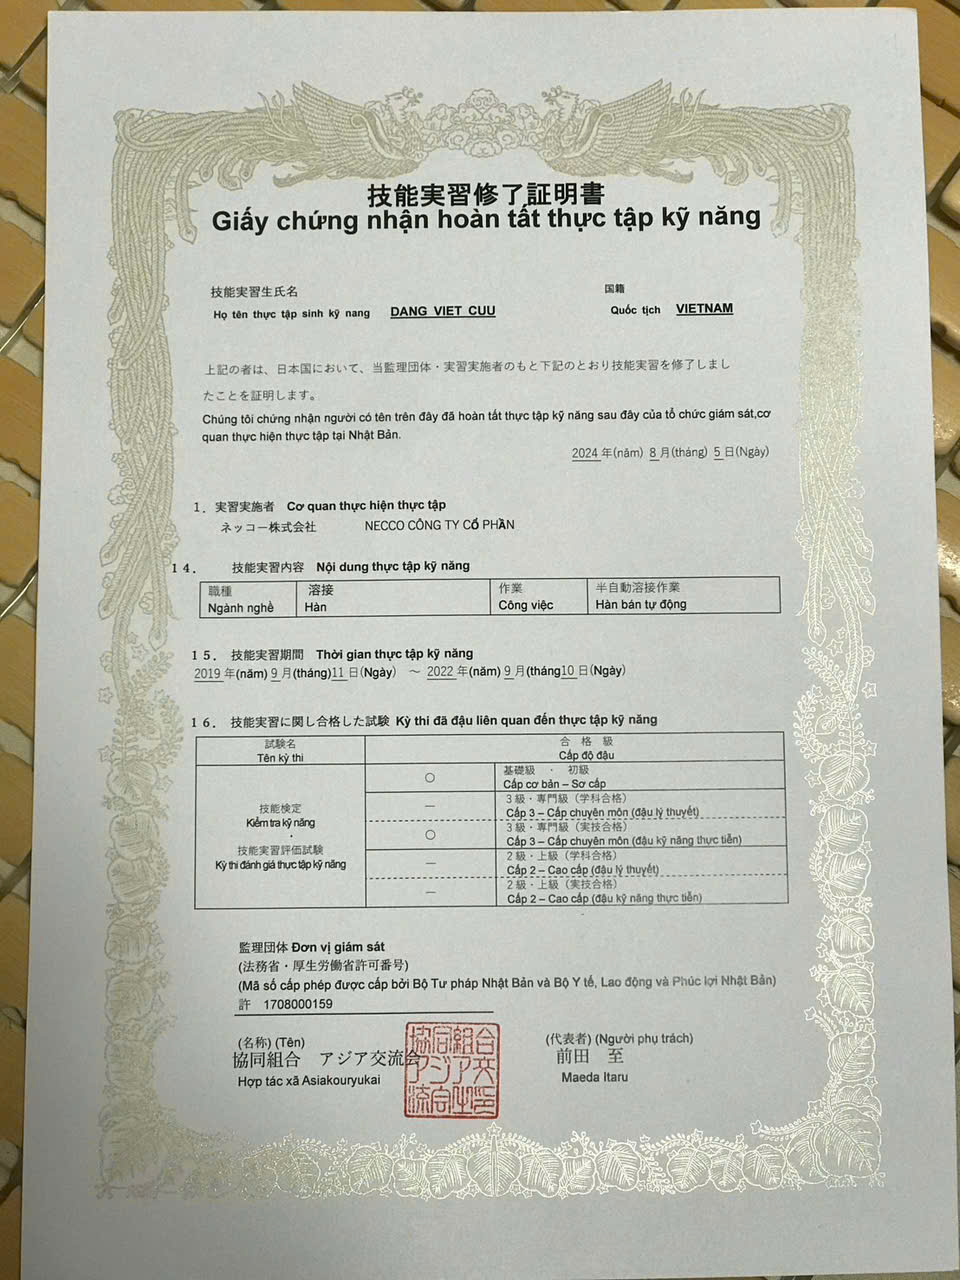 技能実習修了証明書
Giấy chứng nhận hoàn tất thực tập kỹ năng
技能実習生氏名
Họ tên thực tập sinh kỹ nang DANG VIET CUU
国籍
Quốc tịch VIETNAM
上記の者は、日本国において、当監理団体・実習実施者のもと下記のとおり技能実習を修了しまし
たことを証明します。
Chúng tôi chứng nhận người có tên trên đây đã hoàn tất thực tập kỹ năng sau đây của tổ chức giám sát,cơ
quan thực hiện thực tập tại Nhật Bản.
2024 年(năm) 8 月(tháng) 5 日(Ngày)
1. 実習実施者 Cơ quan thực hiện thực tập
ネッコー株式会社 NECCO CÔNG TY CỔ PHẦN
14. 技能実習内容 Nội dung thực tập kỹ năng
職種 溶接 作業 半自動溶接作業
Ngành nghề Hàn Công việc Hàn bán tự động
15. 技能実習期間 Thời gian thực tập kỹ năng
2019 年(năm) 9 月(tháng)11 日(Ngày) ～ 2022 年(năm) 9 月(tháng10 日(Ngày)
16. 技能実習に関し合格した試験 Kỳ thi đã đậu liên quan đến thực tập kỹ năng
試験名 合 格 級
Tên kỳ thi Cấp độ đậu
技能検定
Kiểm tra kỹ năng
・
技能実習評価試験
Kỳ thi đánh giá thực tập kỹ năng
○ 基礎級 ・ 初級
Cấp cơ bản – Sơ cấp
— 3級・専門級（学科合格）
Cấp 3 – Cấp chuyên môn (đậu lý thuyết)
○ 3級・専門級（実技合格）
Cấp 3 – Cấp chuyên môn (đậu kỹ năng thực tiễn)
— 2級・上級（学科合格）
Cấp 2 – Cao cấp (đậu lý thuyết)
— 2級・上級（実技合格）
Cấp 2 – Cao cấp (đậu kỹ năng thực tiễn)
監理団体 Đơn vị giám sát
(法務省・厚生労働省許可番号)
(Mã số cấp phép được cấp bởi Bộ Tư pháp Nhật Bản và Bộ Y tế, Lao động và Phúc lợi Nhật Bản)
許 1708000159
(名称) (Tên)
協同組合 アジア交流会
Hợp tác xã Asiakouryukai
(代表者) (Người phụ trách)
前田 至
Maeda Itaru
協同組合
アジア交
流会之印